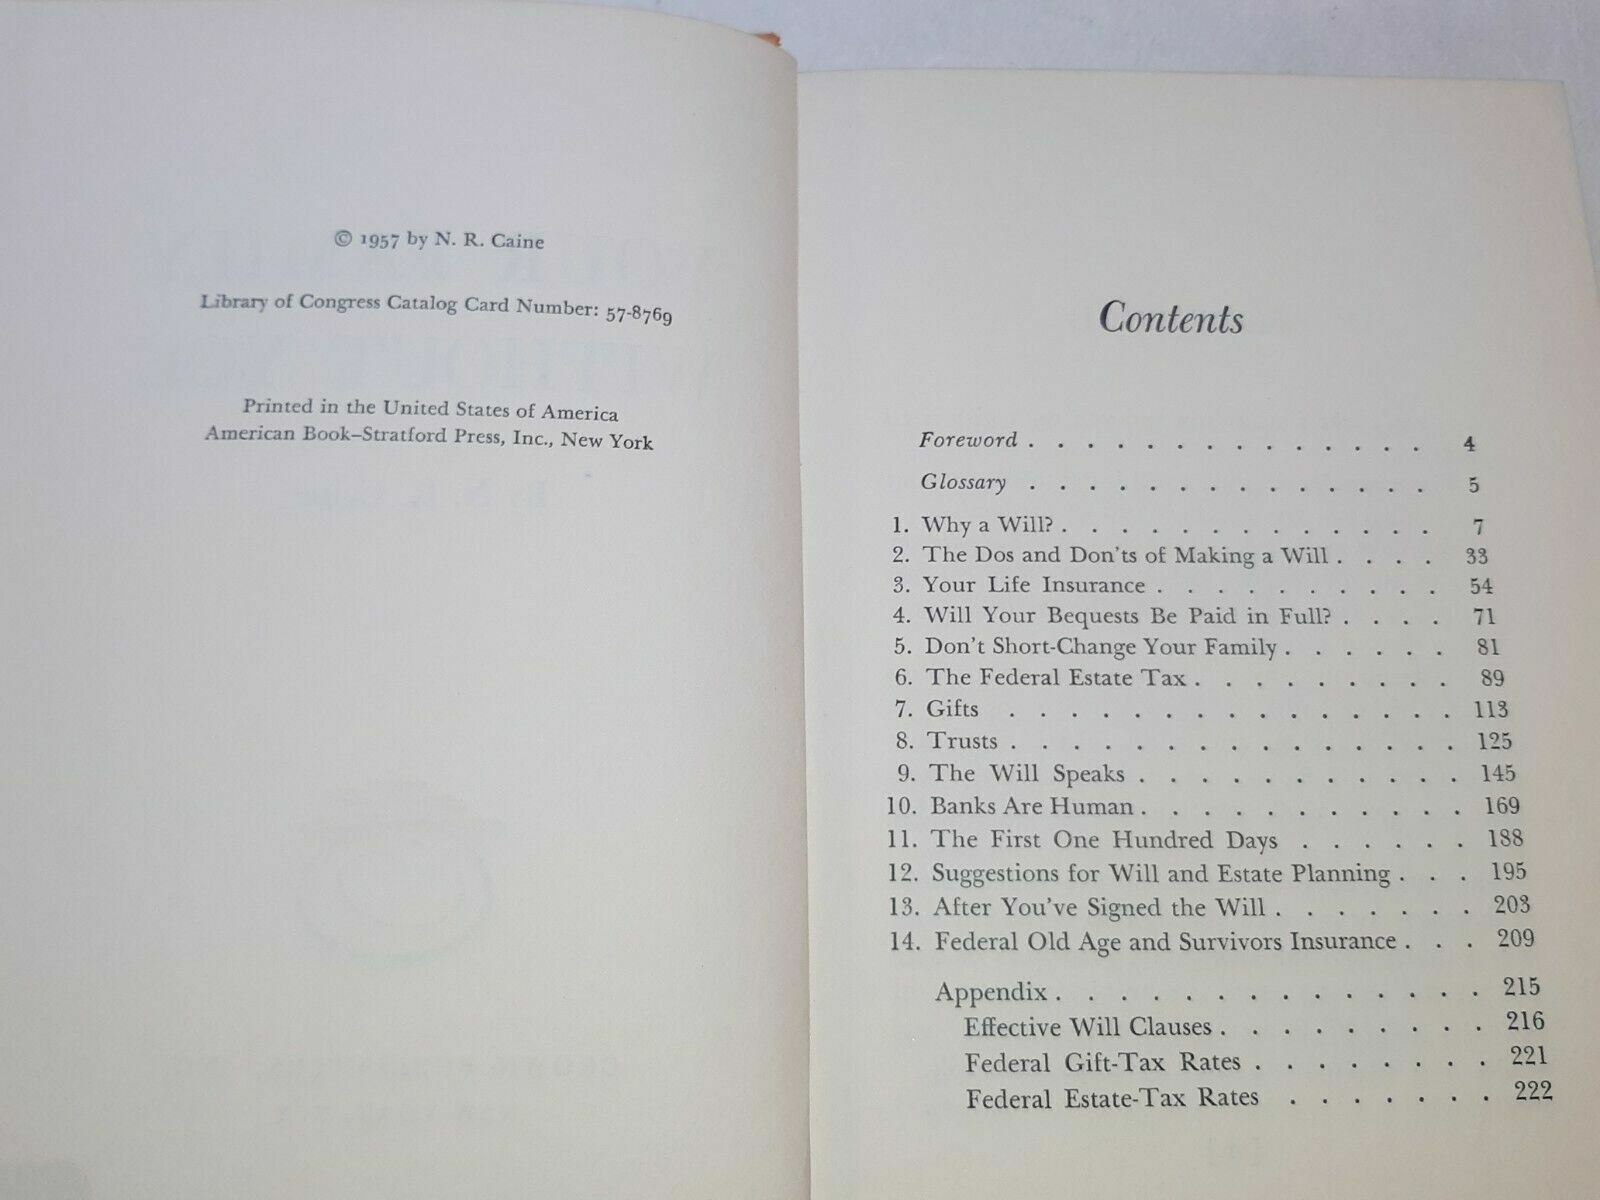 © 1957 by N. R. Caine
Library of Congress Catalog Card Number: 57-8769
Printed in the United States of America
American Book–Stratford Press, Inc., New York
Contents
Foreword . . . . . . . . . . . . . . 4
Glossary . . . . . . . . . . . . . . 5
1. Why a Will? . . . . . . . . . . . . . 7
2. The Dos and Don'ts of Making a Will . . . . 33
3. Your Life Insurance . . . . . . . . . . 54
4. Will Your Bequests Be Paid in Full? . . . . 71
5. Don't Short-Change Your Family . . . . . . 81
6. The Federal Estate Tax . . . . . . . . . 89
7. Gifts . . . . . . . . . . . . . . . 113
8. Trusts . . . . . . . . . . . . . . . 125
9. The Will Speaks . . . . . . . . . . . 145
10. Banks Are Human . . . . . . . . . . . 169
11. The First One Hundred Days . . . . . . 188
12. Suggestions for Will and Estate Planning . . . 195
13. After You've Signed the Will . . . . . . . 203
14. Federal Old Age and Survivors Insurance . . . 209
Appendix . . . . . . . . . . . . . . 215
Effective Will Clauses . . . . . . . . . 216
Federal Gift-Tax Rates . . . . . . . . 221
Federal Estate-Tax Rates . . . . . . . 222